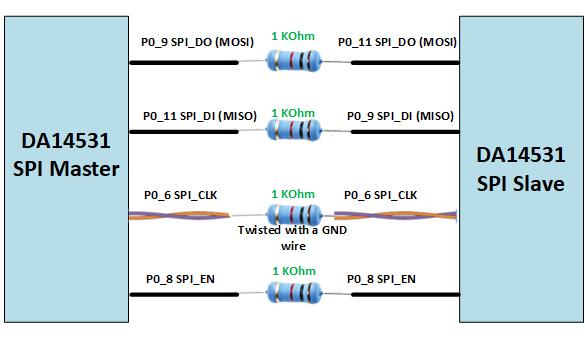 1 KOhm
P0_9 SPI_DO (MOSI)
P0_11 SPI_DO (MOSI)
1 KOhm
P0_11 SPI_DI (MISO)
P0_9 SPI_DI (MISO)
DA14531
SPI Master
DA14531
SPI Slave
1 KOhm
P0_6 SPI_CLK
P0_6 SPI_CLK
Twisted with a GND
wire
1 KOhm
P0_8 SPI_EN
P0_8 SPI_EN